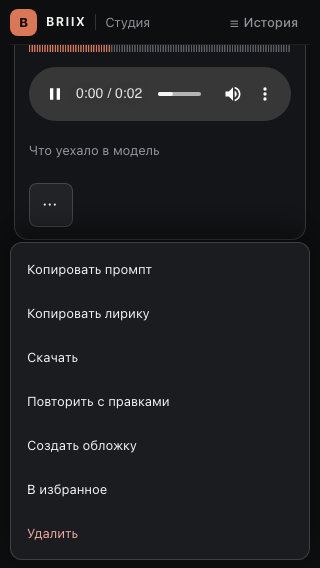 B BRIIX Студия ≡ История
0:00 / 0:02
Что уехало в модель
...
Копировать промпт
Копировать лирику
Скачать
Повторить с правками
Создать обложку
В избранное
Удалить